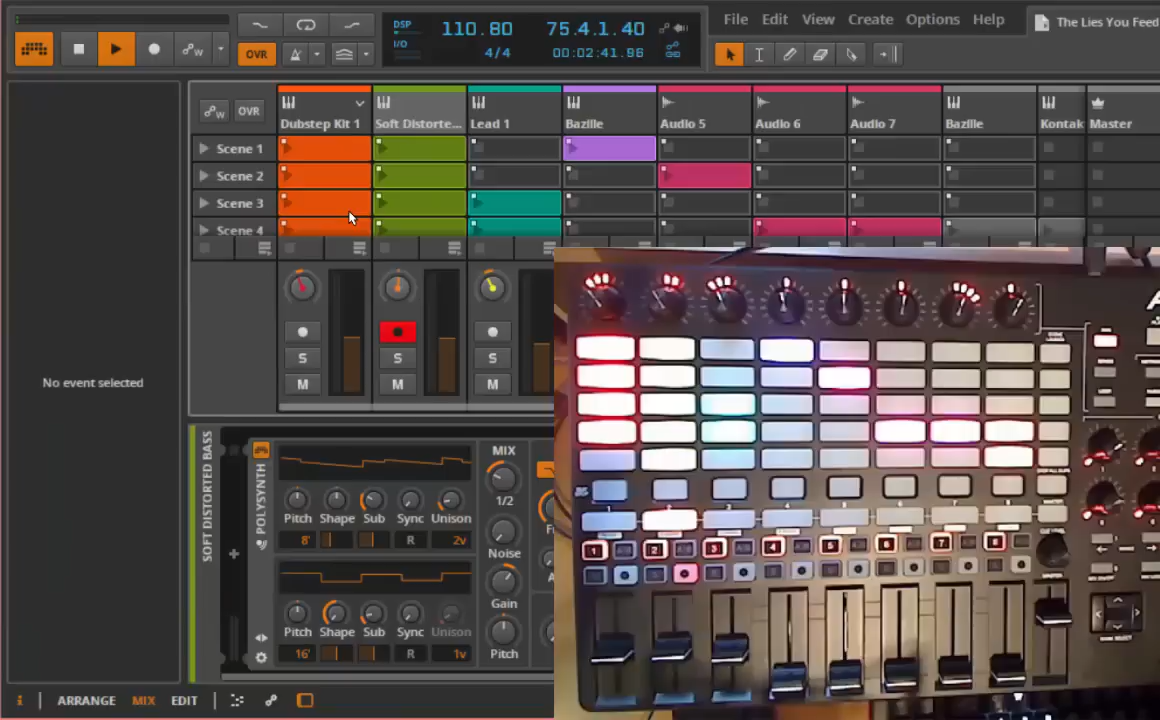 File Edit View Create Options Help
The Lies You Feed
DSP
I/O
110.80
4/4
75.4.1.40
00:02:41.96
OVR
OVR
Dubstep Kit 1
Soft Distorte...
Lead 1
Bazille
Audio 5
Audio 6
Audio 7
Bazille
Kontak
Master
Scene 1
Scene 2
Scene 3
Scene 4
S
S
S
M
M
M
No event selected
SOFT DISTORTED BASS
POLYSYNTH
Pitch Shape Sub Sync Unison
8' R 2v
Pitch Shape Sub Sync Unison
16' R 1v
MIX
1/2
Noise
Gain
Pitch
i ARRANGE MIX EDIT
1 2 3 4 5 6 7 8